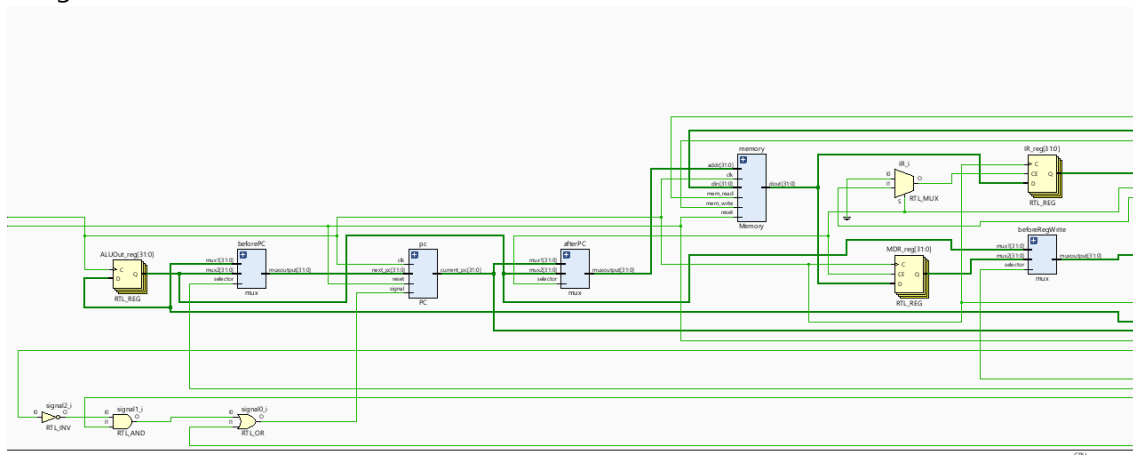 memory
addr[31:0]
clk
din[31:0]
mem_read
mem_write
reset
dout[31:0]
Memory
IR_i
I0
I1
S
O
RTL_MUX
IR_reg[31:0]
C
CE
D
Q
RTL_REG
ALUOut_reg[31:0]
C
D
Q
RTL_REG
beforePC
mux1[31:0]
mux2[31:0]
selector
muxoutput[31:0]
mux
pc
clk
next_pc[31:0]
reset
signal
current_pc[31:0]
PC
afterPC
mux1[31:0]
mux2[31:0]
selector
muxoutput[31:0]
mux
MDR_reg[31:0]
C
CE
D
Q
RTL_REG
beforeRegWrite
mux1[31:0]
mux2[31:0]
selector
muxoutput[31:0]
mux
signal2_i
I0
O
RTL_INV
signal1_i
I0
I1
O
RTL_AND
signal0_i
I0
I1
O
RTL_OR